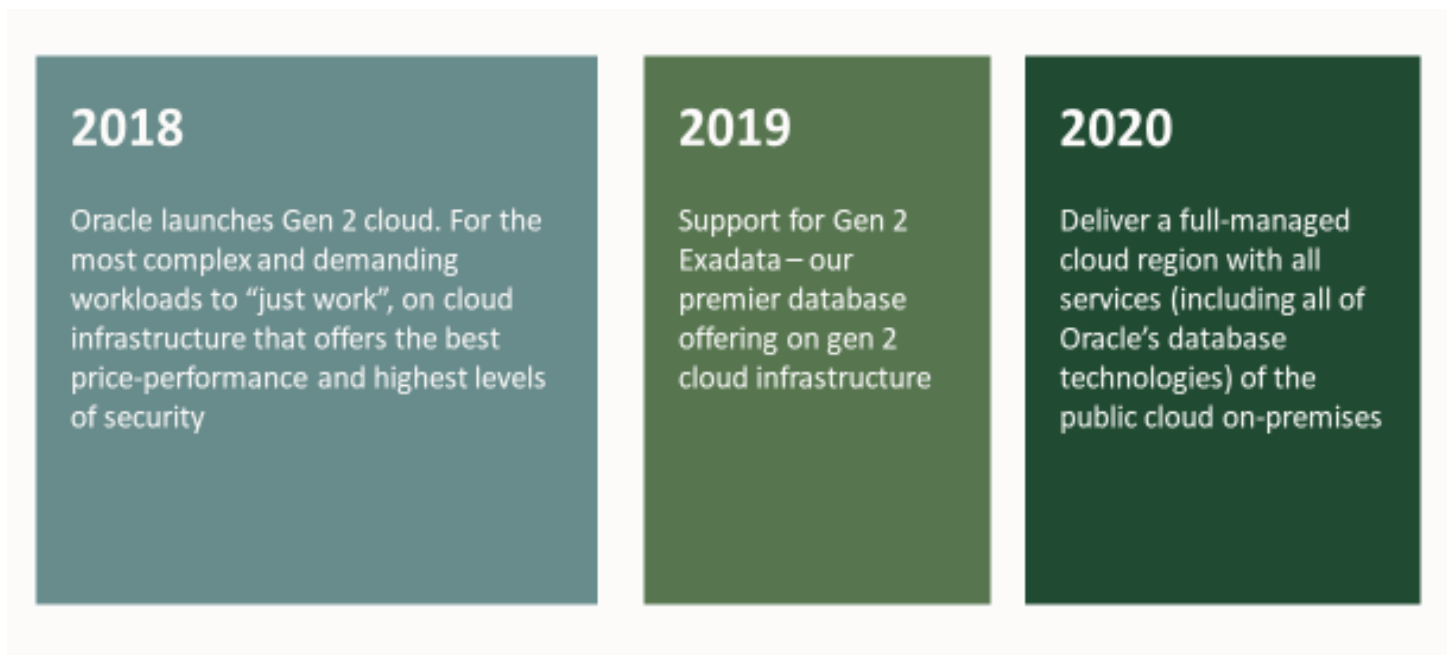 2018
Oracle launches Gen 2 cloud. For the
most complex and demanding
workloads to “just work”, on cloud
infrastructure that offers the best
price-performance and highest levels
of security
2019
Support for Gen 2
Exadata – our
premier database
offering on gen 2
cloud infrastructure
2020
Deliver a full-managed
cloud region with all
services (including all of
Oracle’s database
technologies) of the
public cloud on-premises